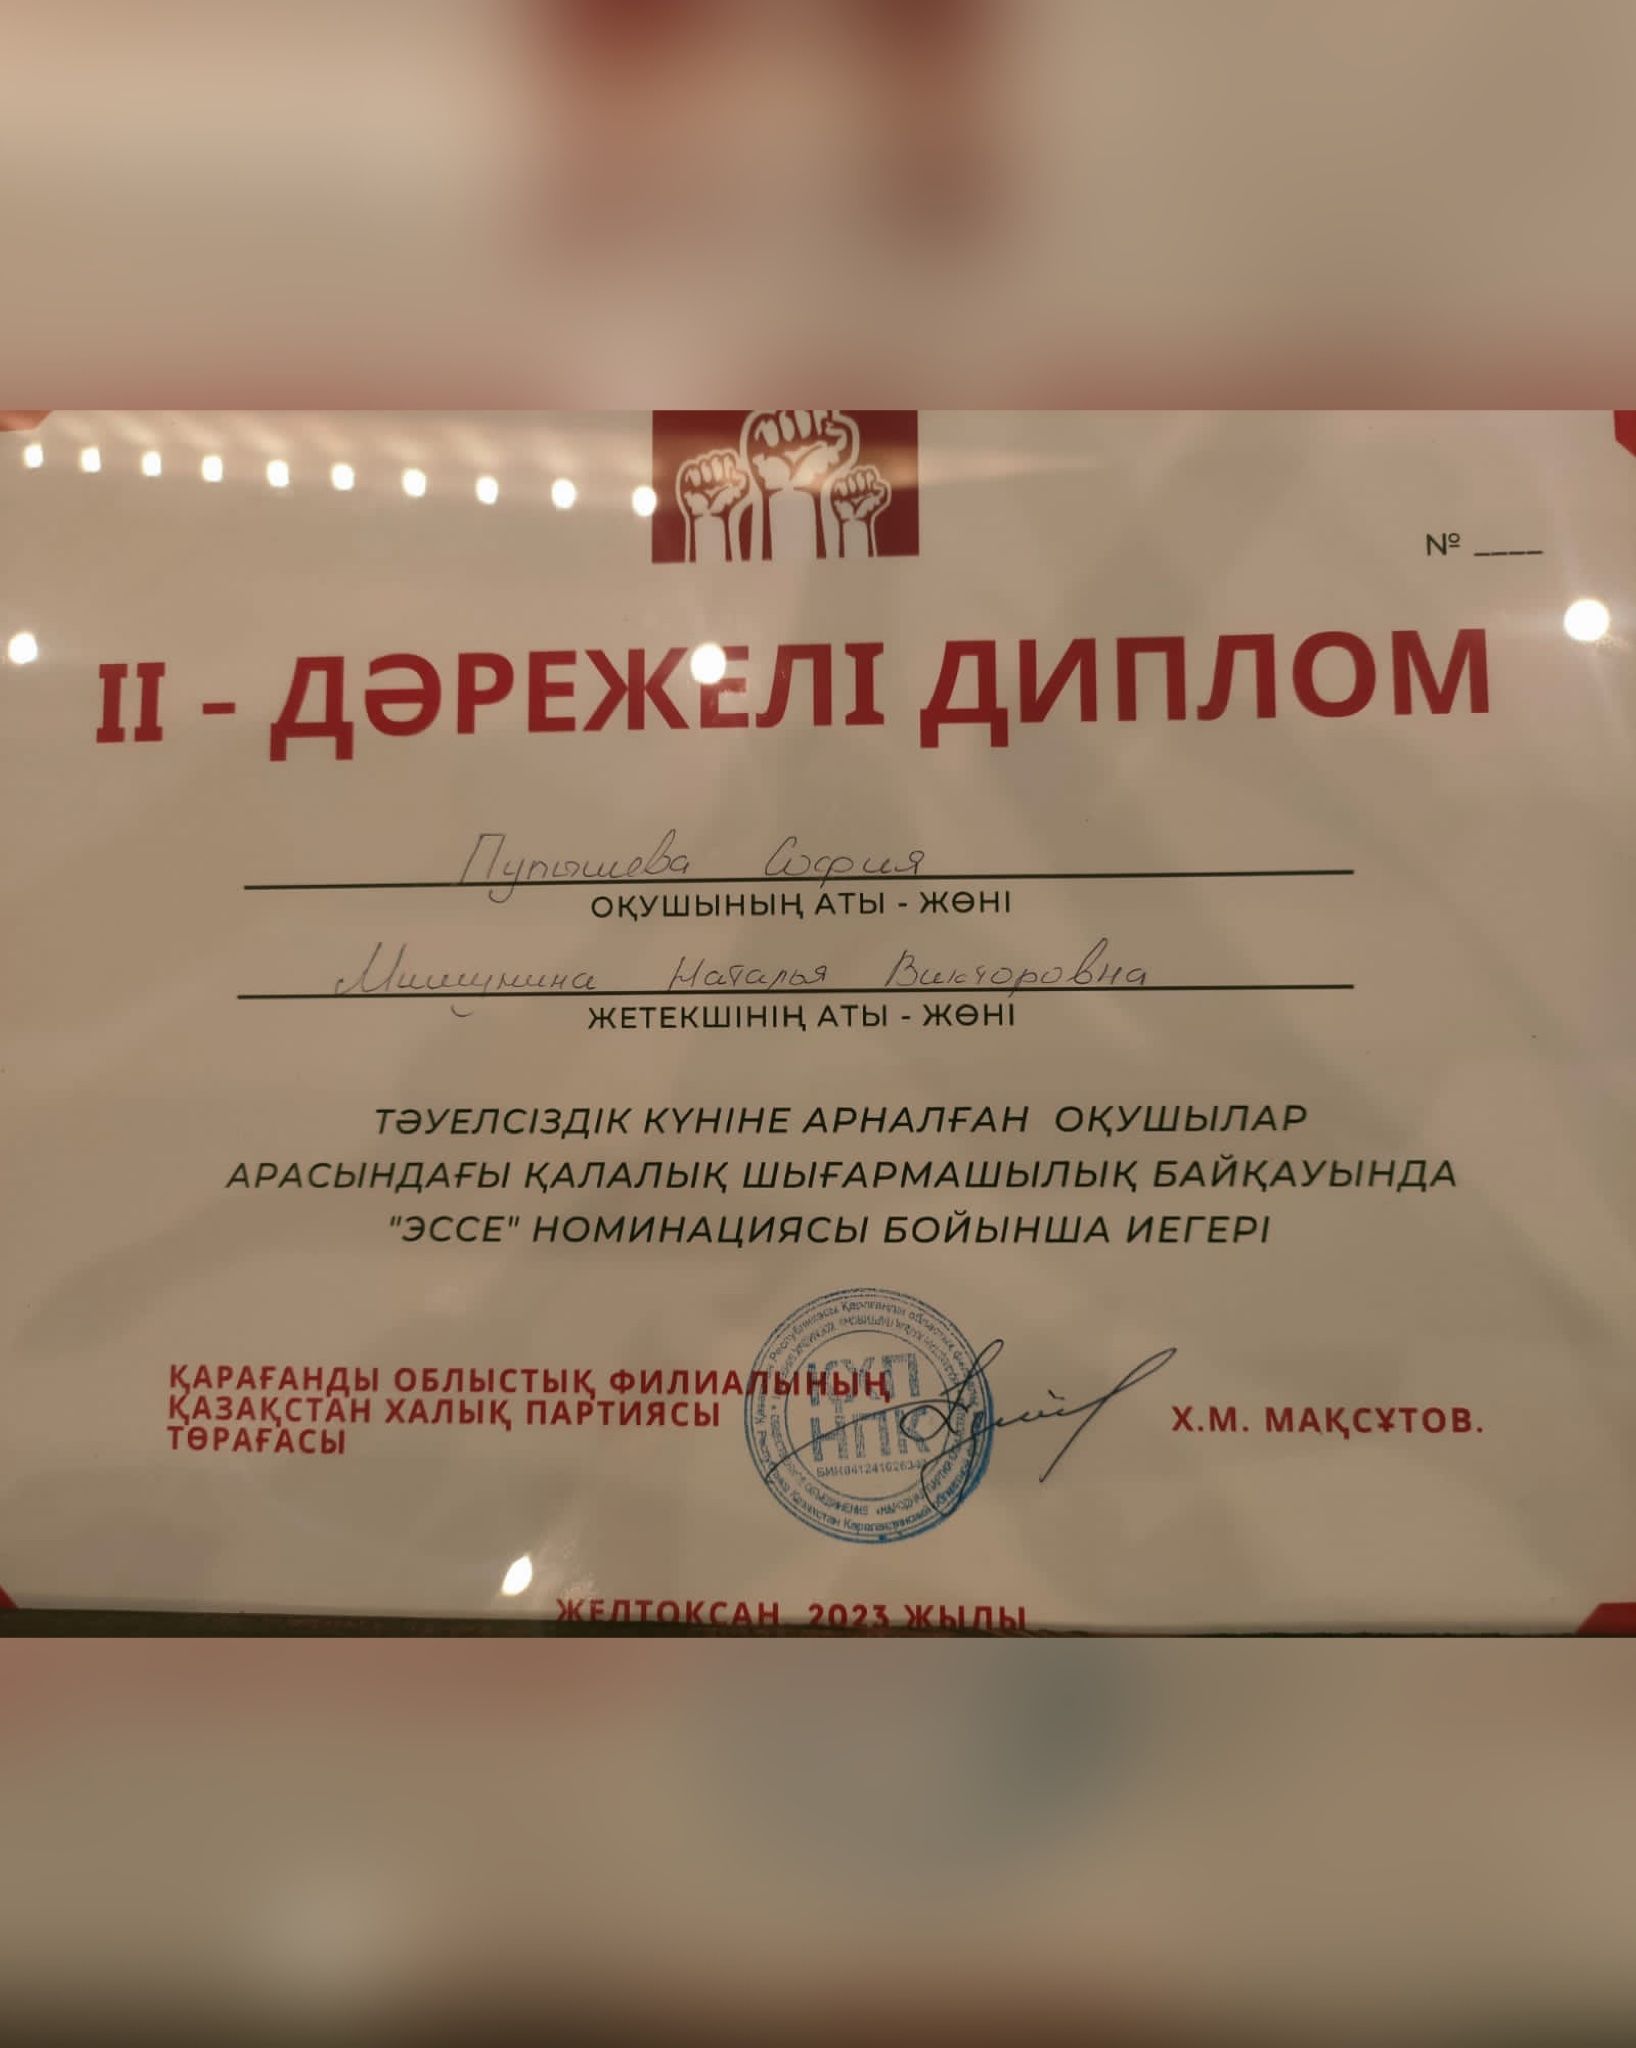 № ____
II - ДӘРЕЖЕЛІ ДИПЛОМ
Пупышева София
ОҚУШЫНЫҢ АТЫ - ЖӨНІ
Наталья Викторовна
ЖЕТЕКШІНІҢ АТЫ - ЖӨНІ
ТӘУЕЛСІЗДІК КҮНІНЕ АРНАЛҒАН ОҚУШЫЛАР
АРАСЫНДАҒЫ ҚАЛАЛЫҚ ШЫҒАРМАШЫЛЫҚ БАЙҚАУЫНДА
"ЭССЕ" НОМИНАЦИЯСЫ БОЙЫНША ИЕГЕРІ
ҚАРАҒАНДЫ ОБЛЫСТЫҚ ФИЛИАЛЫНЫҢ
ҚАЗАҚСТАН ХАЛЫҚ ПАРТИЯСЫ
ТӨРАҒАСЫ
ҚХП
НПК
Х.М. МАҚСҰТОВ.
ЖЕЛТОҚСАН 2023 ЖЫЛЫ